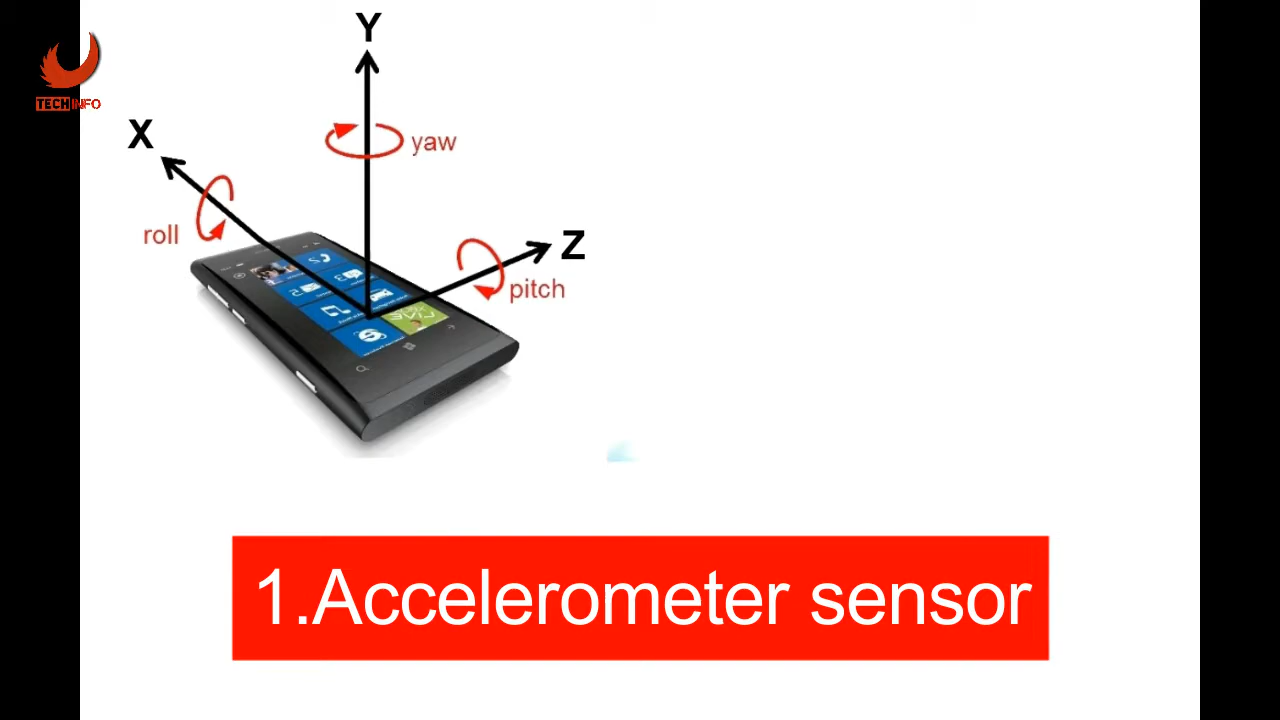 Y
TECHINFO
X
yaw
roll
Z
pitch
1.Accelerometer sensor